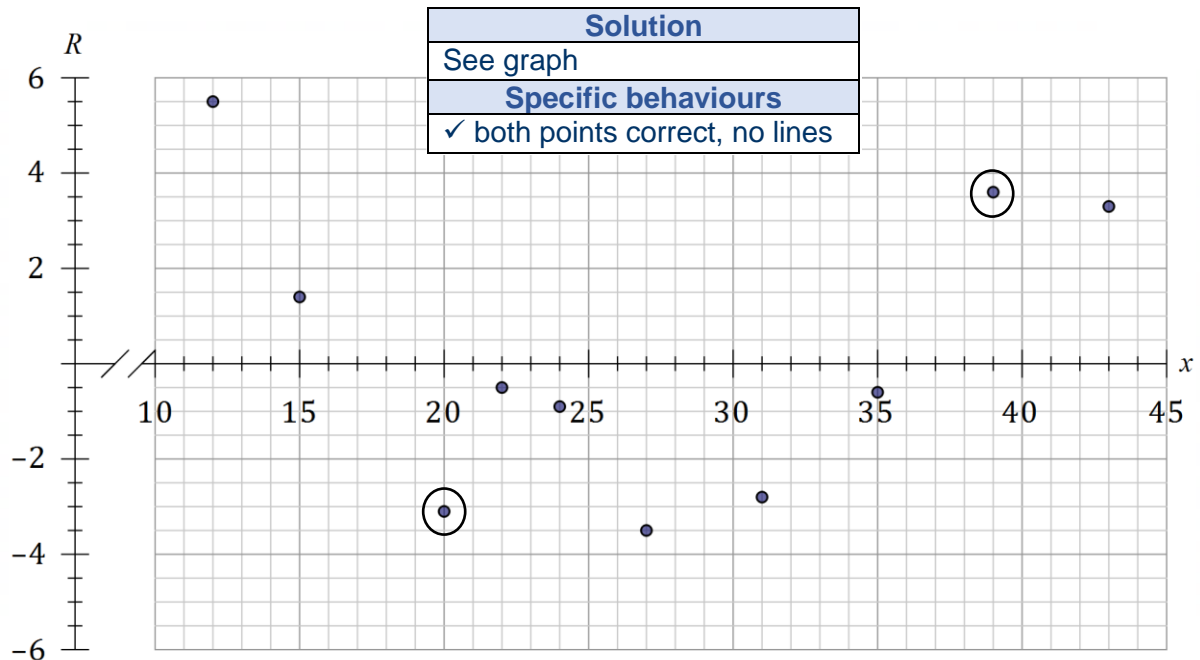 Solution
See graph
Specific behaviours
✓ both points correct, no lines
R
6
4
2
x
10 15 20 25 30 35 40 45
−2
−4
−6